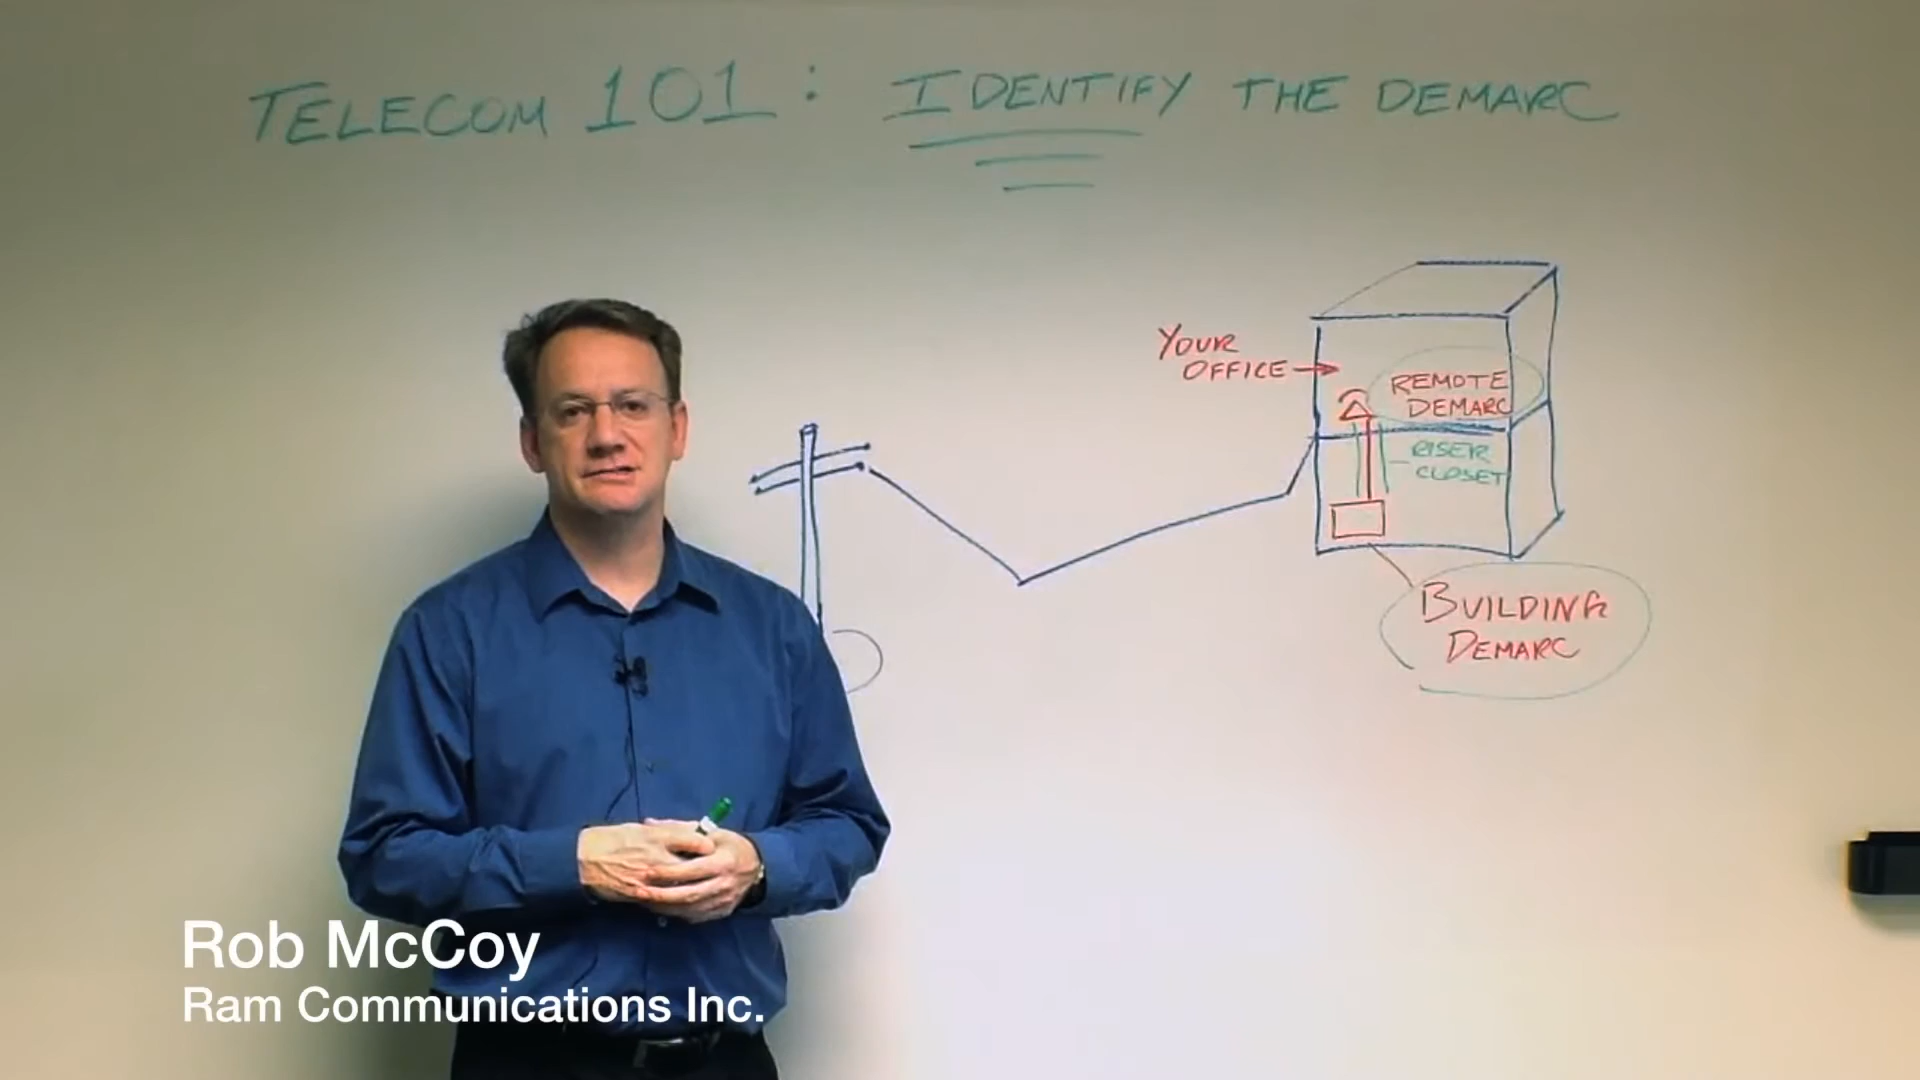 TELECOM 101: IDENTIFY THE DEMARC
YOUR
OFFICE
REMOTE
DEMARC
RISER
CLOSET
BUILDING
DEMARC
Rob McCoy
Ram Communications Inc.